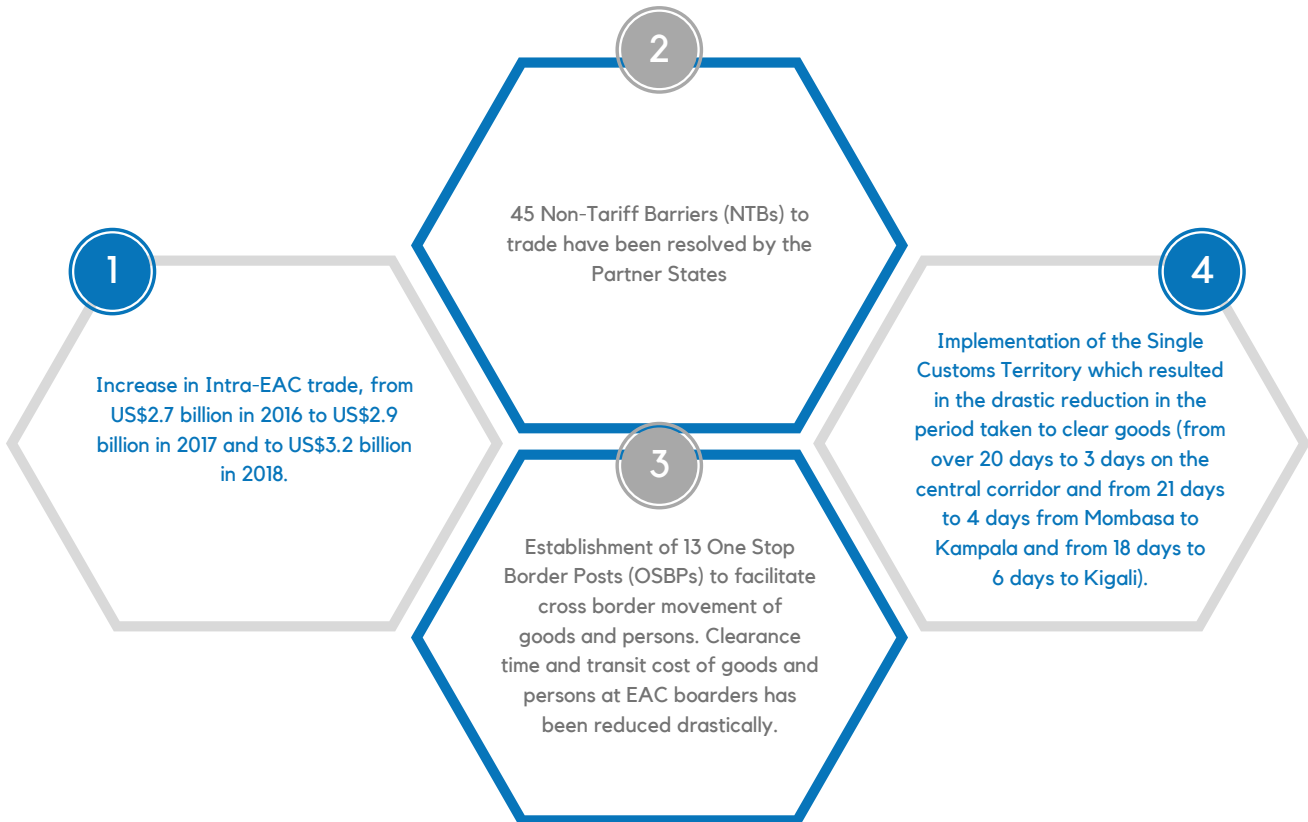 1
Increase in Intra-EAC trade, from
US$2.7 billion in 2016 to US$2.9
billion in 2017 and to US$3.2 billion
in 2018.
2
45 Non-Tariff Barriers (NTBs) to
trade have been resolved by the
Partner States
3
Establishment of 13 One Stop
Border Posts (OSBPs) to facilitate
cross border movement of
goods and persons. Clearance
time and transit cost of goods and
persons at EAC boarders has
been reduced drastically.
4
Implementation of the Single
Customs Territory which resulted
in the drastic reduction in the
period taken to clear goods (from
over 20 days to 3 days on the
central corridor and from 21 days
to 4 days from Mombasa to
Kampala and from 18 days to
6 days to Kigali).